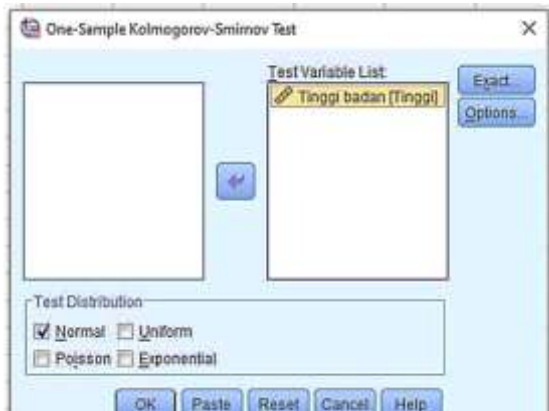 One-Sample Kolmogorov-Smirnov Test
Test Variable List:
Tinggi badan [Tinggi]
Exact...
Options...
Test Distribution
Normal Uniform
Poisson Exponential
OK Paste Reset Cancel Help